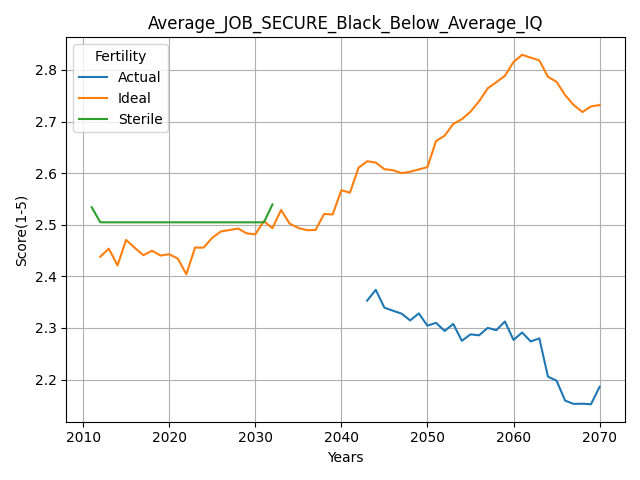 Average_JOB_SECURE_Black_Below_Average_IQ
Fertility
Actual
Ideal
Sterile
Score(1-5)
2.8
2.7
2.6
2.5
2.4
2.3
2.2
2010
2020
2030
2040
2050
2060
2070
Years